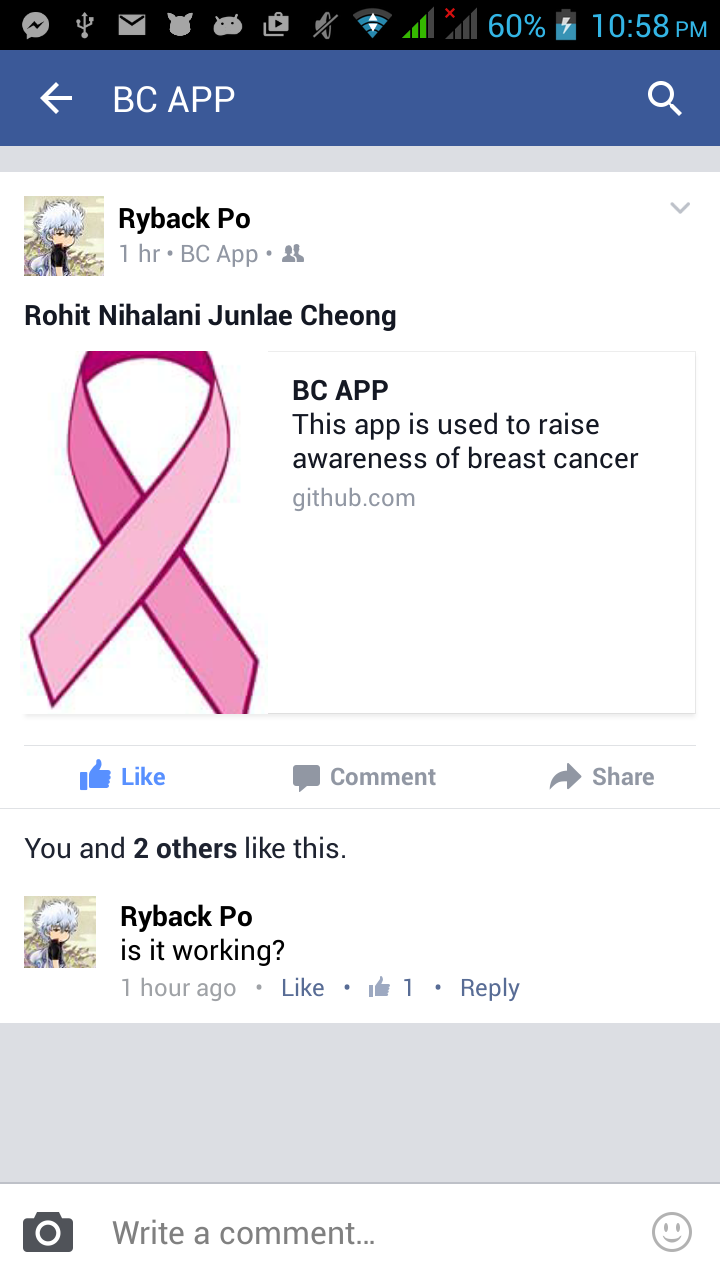 60% 10:58 PM
BC APP
Ryback Po
1 hr • BC App •
Rohit Nihalani Junlae Cheong
BC APP
This app is used to raise
awareness of breast cancer
github.com
Like Comment Share
You and 2 others like this.
Ryback Po
is it working?
1 hour ago • Like • 1 • Reply
Write a comment...